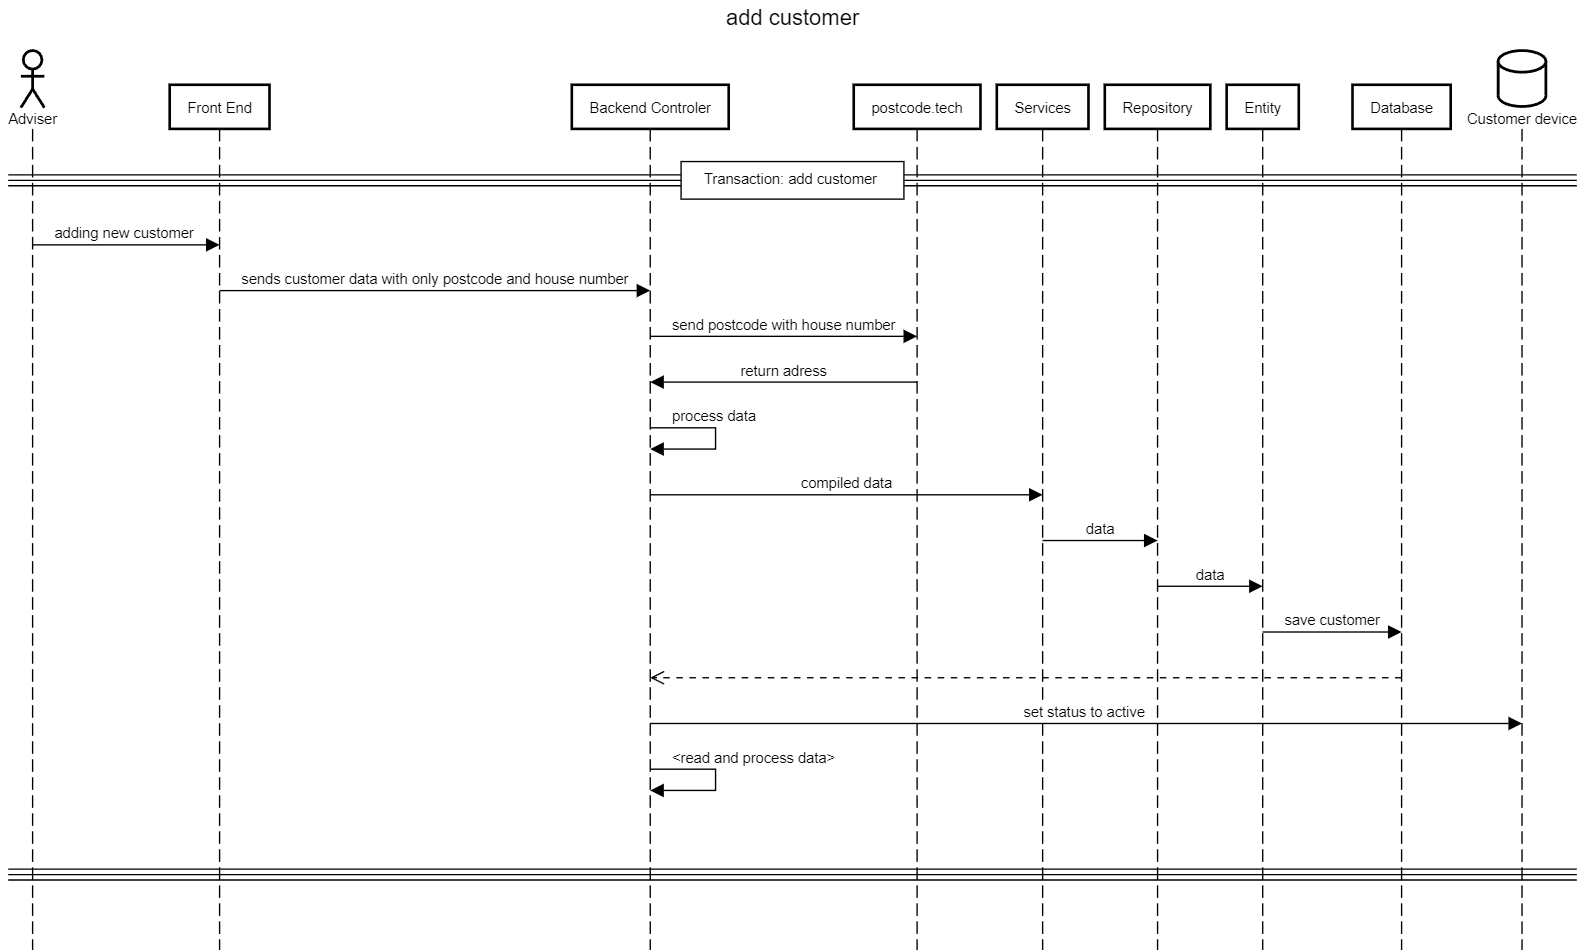 add customer
Adviser
Front End
Backend Controler
postcode.tech
Services
Repository
Entity
Database
Customer device
Transaction: add customer
adding new customer
sends customer data with only postcode and house number
send postcode with house number
return adress
process data
compiled data
data
data
save customer
set status to active
<read and process data>